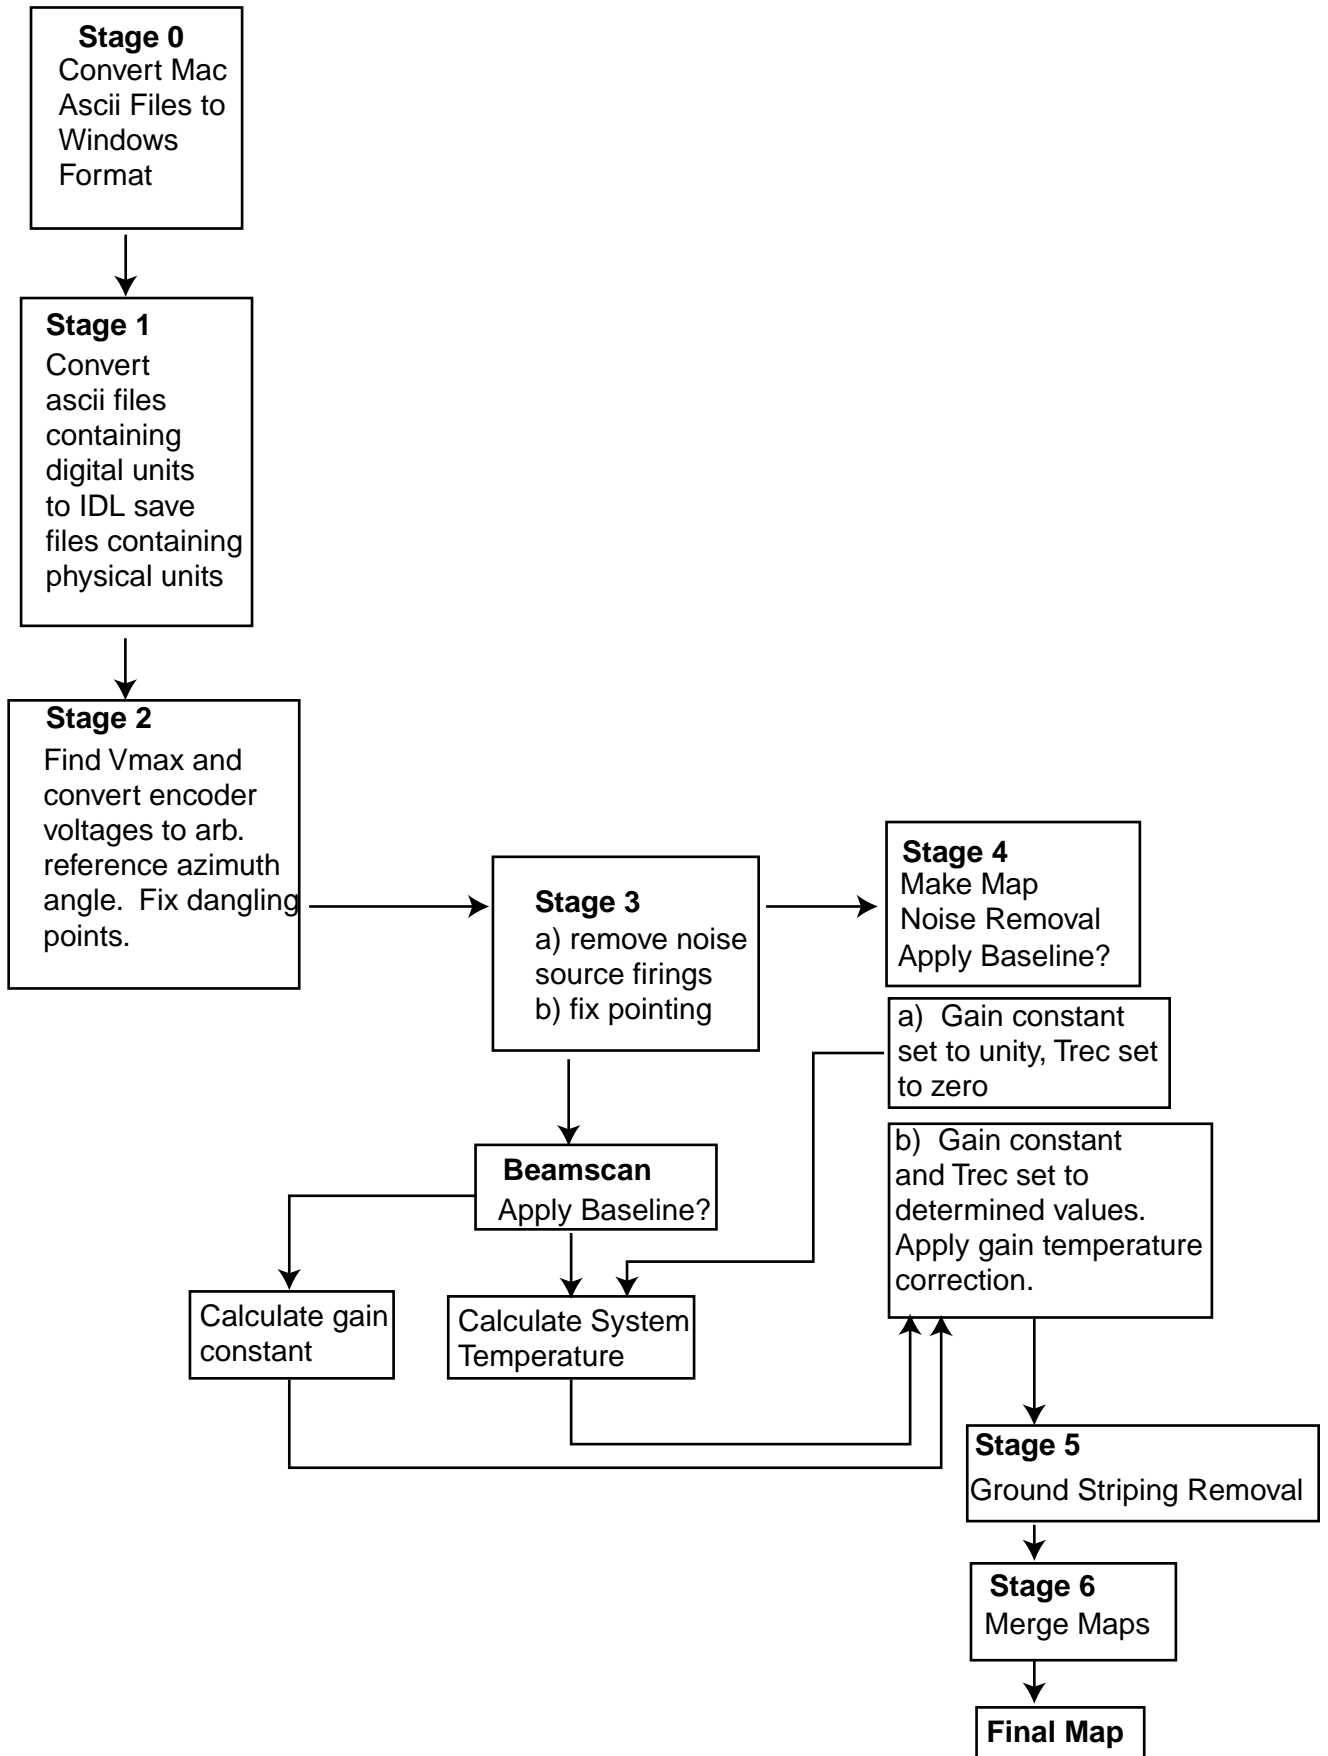 Stage 0
Convert Mac
Ascii Files to
Windows
Format
Stage 1
Convert
ascii files
containing
digital units
to IDL save
files containing
physical units
Stage 2
Find Vmax and
convert encoder
voltages to arb.
reference azimuth
angle.  Fix dangling
points.
Stage 3
a) remove noise
source firings
b) fix pointing
Stage 4
Make Map
Noise Removal
Apply Baseline?
a)  Gain constant
set to unity, Trec set
to zero
b)  Gain constant
and Trec set to
determined values.
Apply gain temperature
correction.
Beamscan
Apply Baseline?
Calculate gain
constant
Calculate System
Temperature
Stage 5
Ground Striping Removal
Stage 6
Merge Maps
Final Map